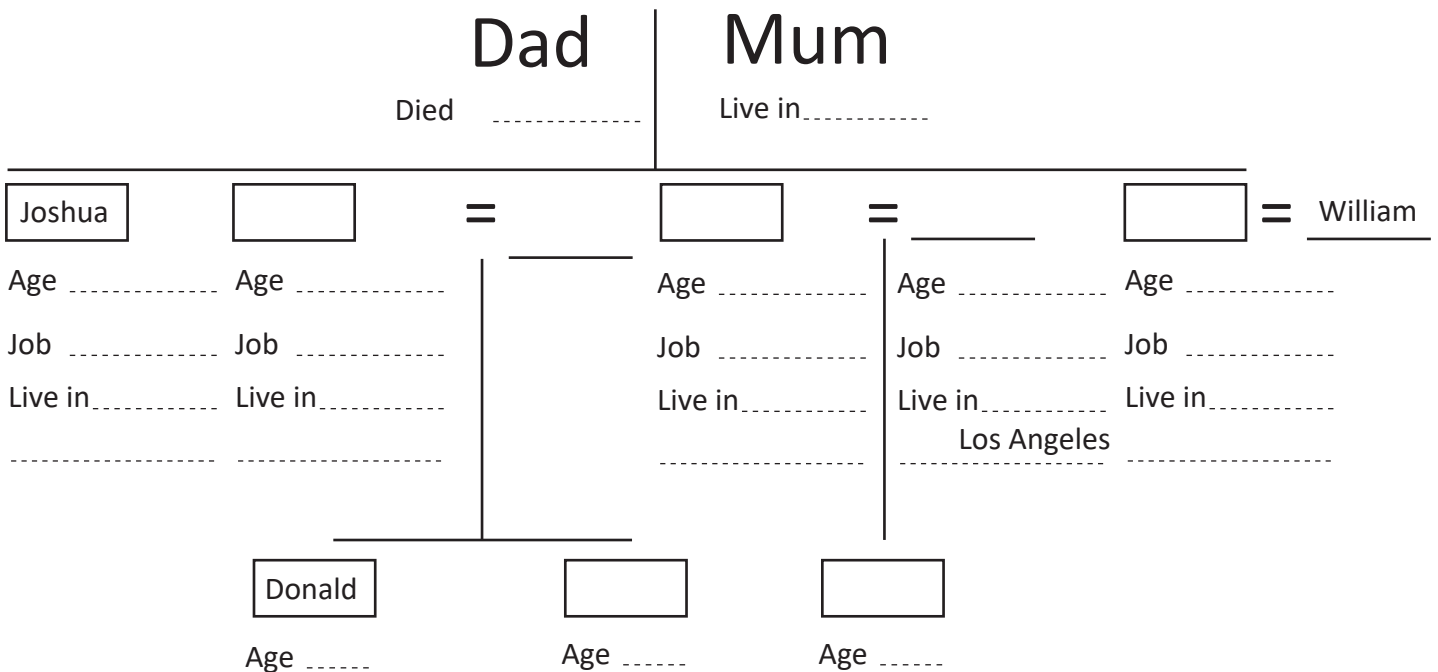 Dad Mum
Died Live in
Joshua = = = William
Age Age Age Age Age
Job Job Job Job Job
Live in Live in Live in Live in Live in
Los Angeles
Donald
Age Age Age